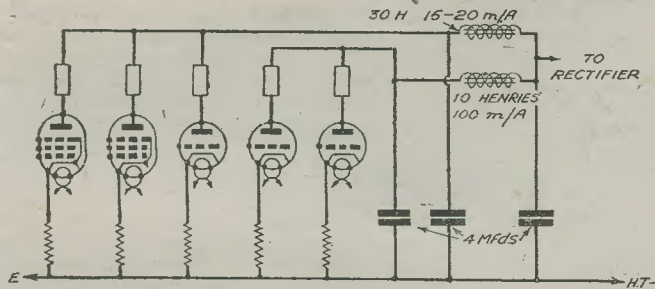 30 H 15-20 m/A
TO
RECTIFIER
10 HENRIES
100 m/A
4 MFds
E
H.T-